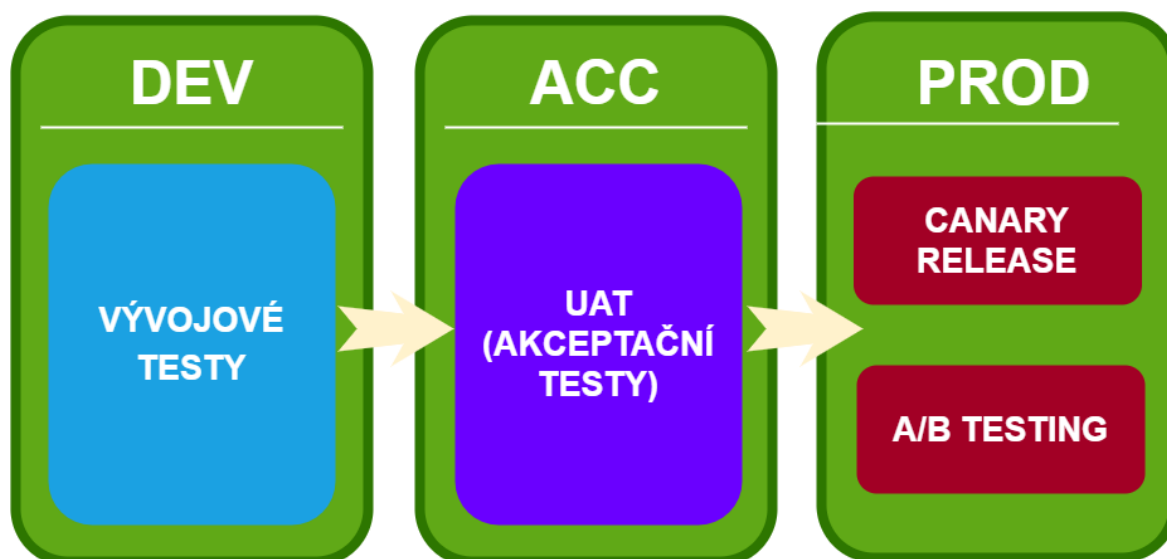 DEV
VÝVOJOVÉ
TESTY
ACC
UAT
(AKCEPTAČNÍ
TESTY)
PROD
CANARY
RELEASE
A/B TESTING